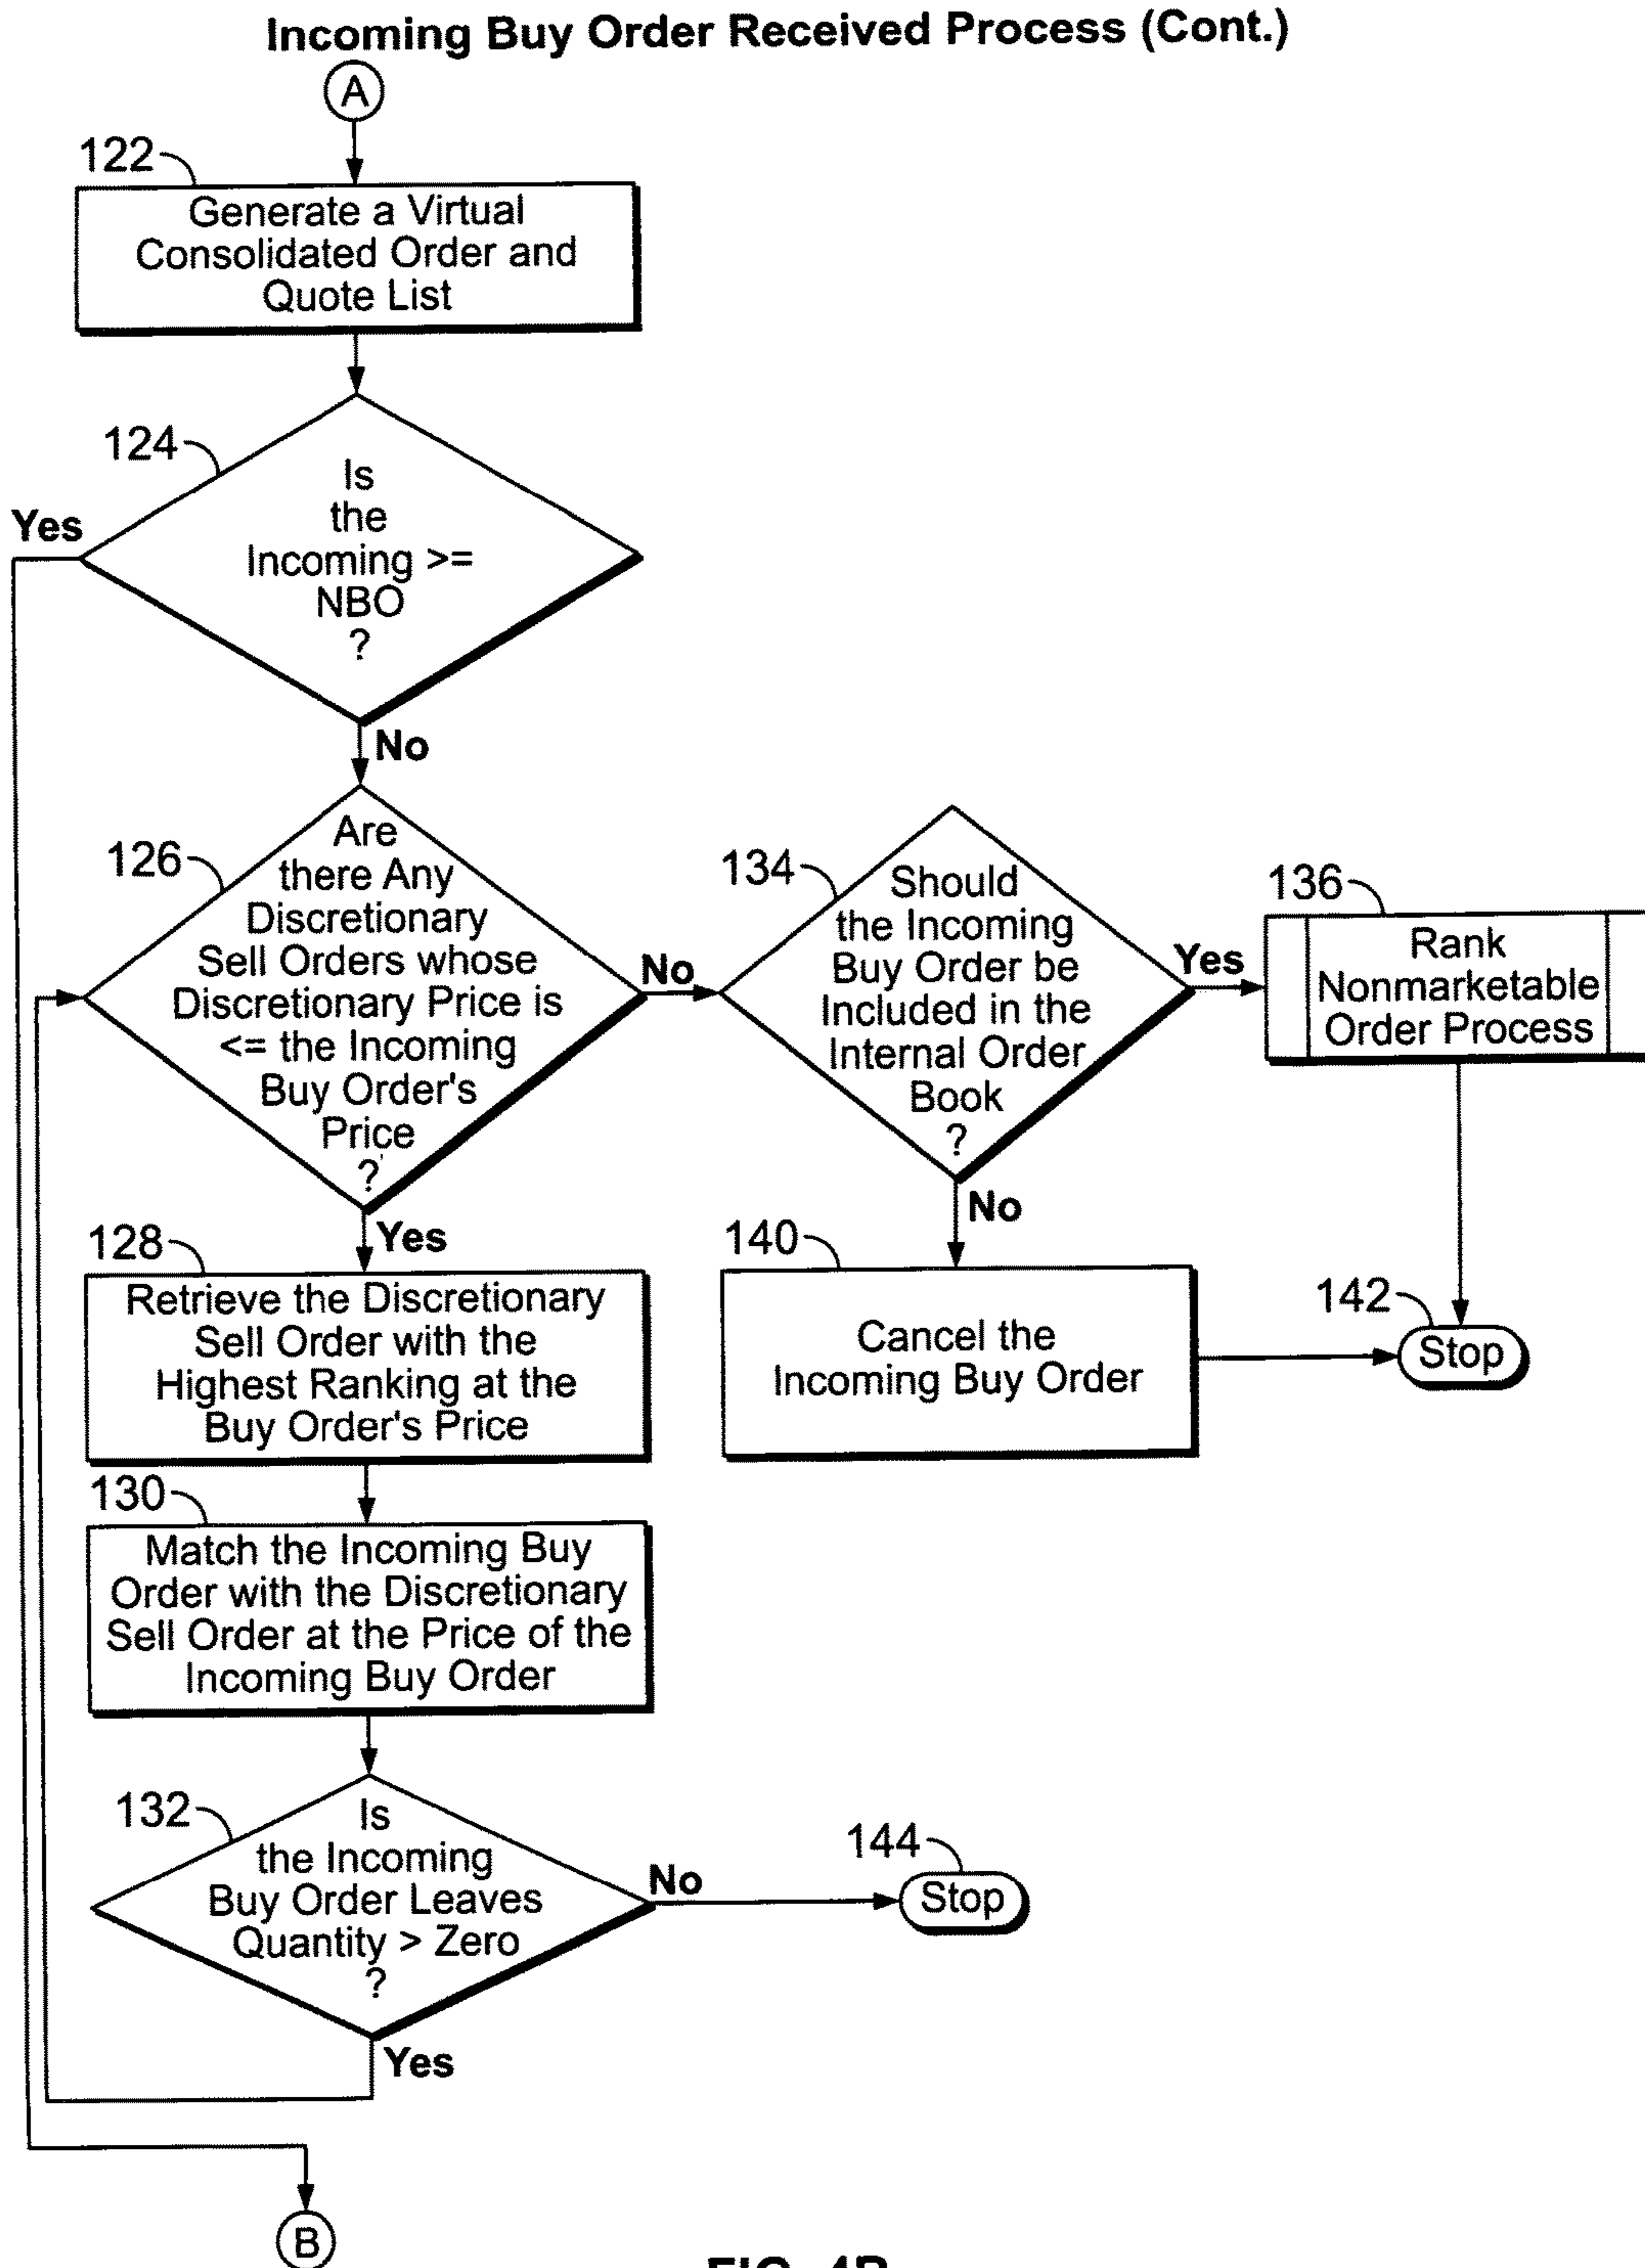 Incoming Buy Order Received Process (Cont.)
A
122
Generate a Virtual
Consolidated Order and
Quote List
124
Is
the
Incoming >=
NBO
?
Yes
No
126
Are
there Any
Discretionary
Sell Orders whose
Discretionary Price is
<= the Incoming
Buy Order's
Price
?
No
134
Should
the Incoming
Buy Order be
Included in the
Internal Order
Book
?
Yes
136
Rank
Nonmarketable
Order Process
Yes
128
Retrieve the Discretionary
Sell Order with the
Highest Ranking at the
Buy Order's Price
No
140
Cancel the
Incoming Buy Order
142
Stop
130
Match the Incoming Buy
Order with the Discretionary
Sell Order at the Price of the
Incoming Buy Order
132
Is
the Incoming
Buy Order Leaves
Quantity > Zero
?
No
144
Stop
Yes
B
FIG. 4B